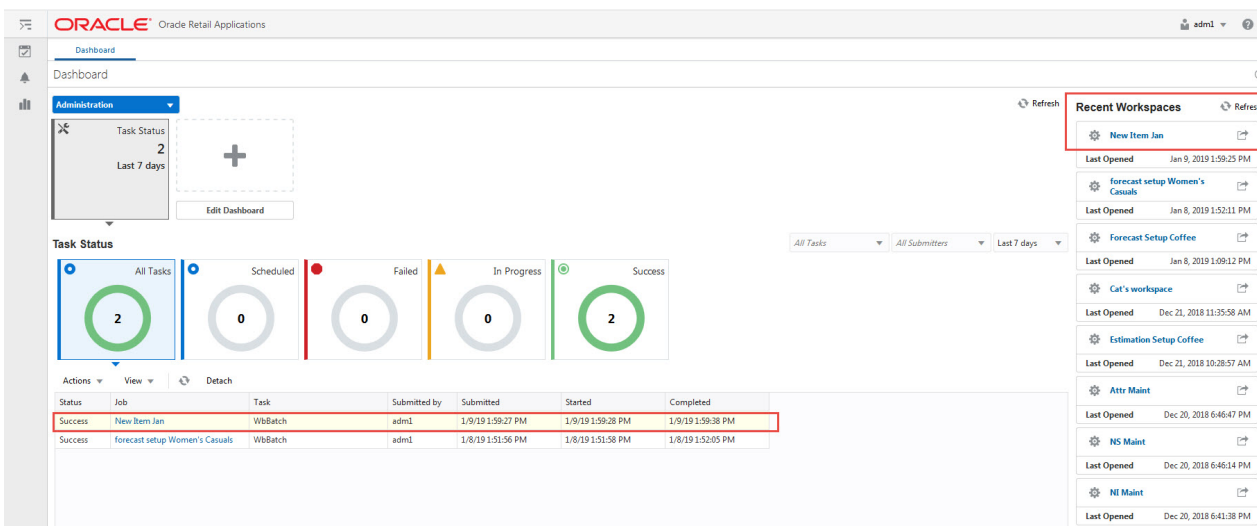 ORACLE® Oracle Retail Applications
adm1
Dashboard
Dashboard
Administration
Refresh
Task Status
2
Last 7 days
Edit Dashboard
Task Status
All Tasks
All Submitters
Last 7 days
All Tasks
2
Scheduled
0
Failed
0
In Progress
0
Success
2
Actions View Detach
Status Job Task Submitted by Submitted Started Completed
Success New Item Jan WbBatch adm1 1/9/19 1:59:27 PM 1/9/19 1:59:28 PM 1/9/19 1:59:38 PM
Success forecast setup Women's Casuals WbBatch adm1 1/8/19 1:51:56 PM 1/8/19 1:51:58 PM 1/8/19 1:52:05 PM
Recent Workspaces Refres
New Item Jan
Last Opened Jan 9, 2019 1:59:25 PM
forecast setup Women's
Casuals
Last Opened Jan 8, 2019 1:52:11 PM
Forecast Setup Coffee
Last Opened Jan 8, 2019 1:09:12 PM
Cat's workspace
Last Opened Dec 21, 2018 11:35:58 AM
Estimation Setup Coffee
Last Opened Dec 21, 2018 10:28:57 AM
Attr Maint
Last Opened Dec 20, 2018 6:46:47 PM
NS Maint
Last Opened Dec 20, 2018 6:46:14 PM
NI Maint
Last Opened Dec 20, 2018 6:41:38 PM